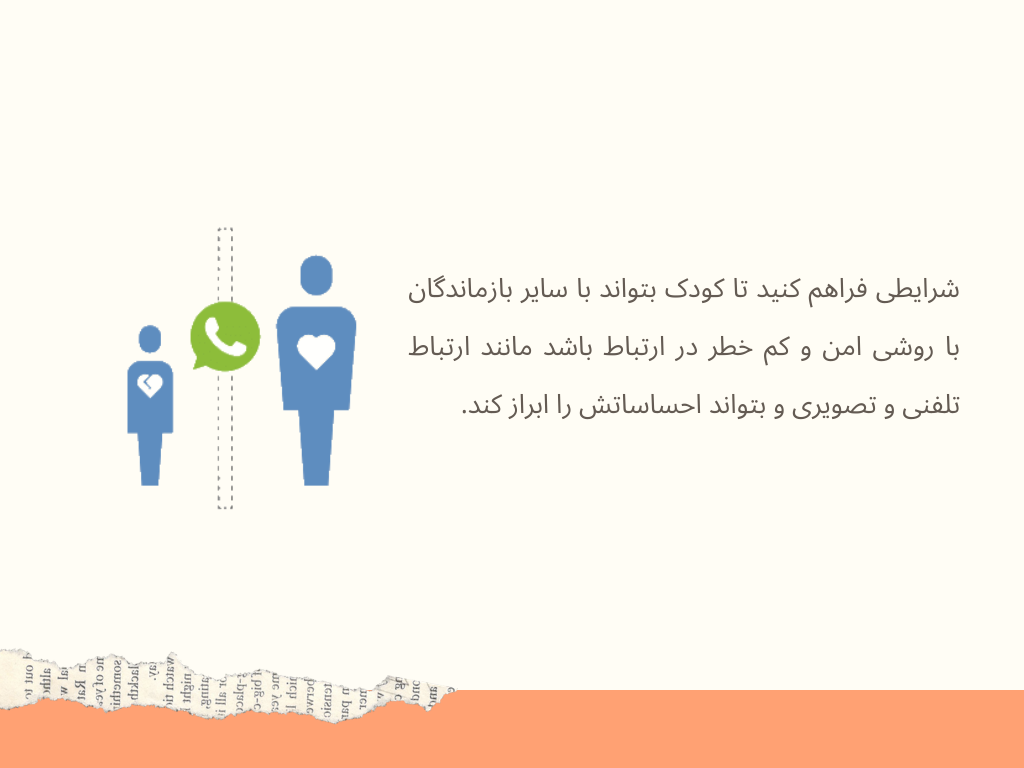 شرایطی فراهم کنید تا کودک بتواند با سایر بازماندگان
با روشی امن و کم خطر در ارتباط باشد مانند ارتباط
تلفنی و تصویری و بتواند احساساتش را ابراز کند.